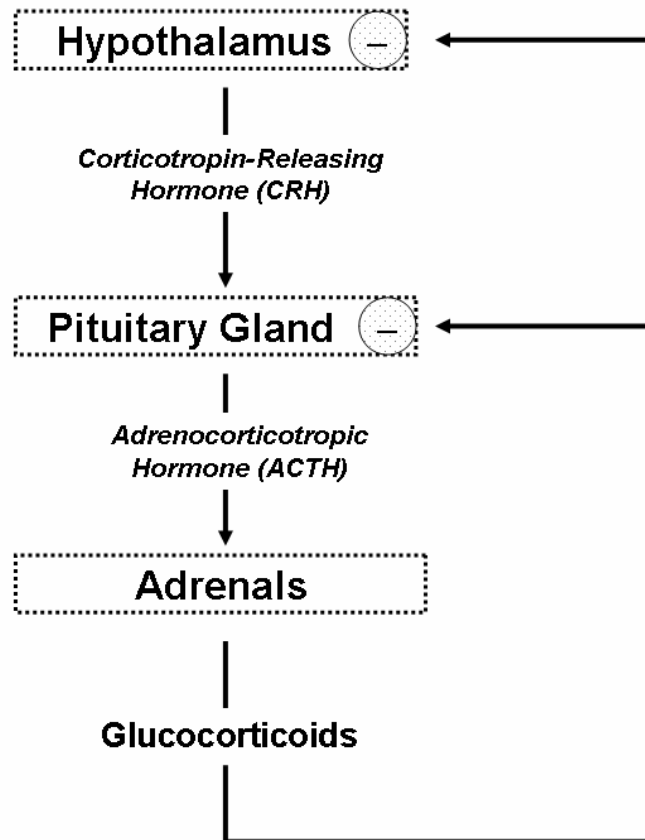 Hypothalamus –
Corticotropin-Releasing
Hormone (CRH)
Pituitary Gland –
Adrenocorticotropic
Hormone (ACTH)
Adrenals
Glucocorticoids